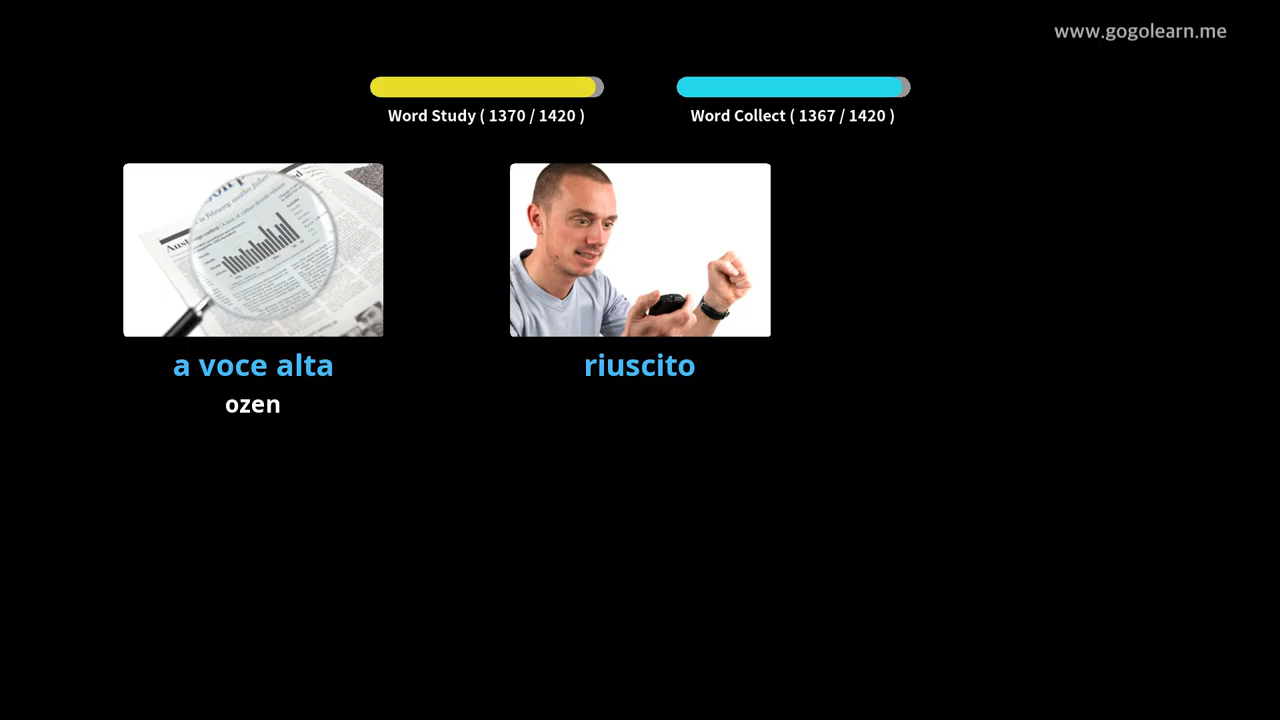 www.gogolearn.me
Word Study ( 1370 / 1420 )
Word Collect ( 1367 / 1420 )
a voce alta
riuscito
ozen